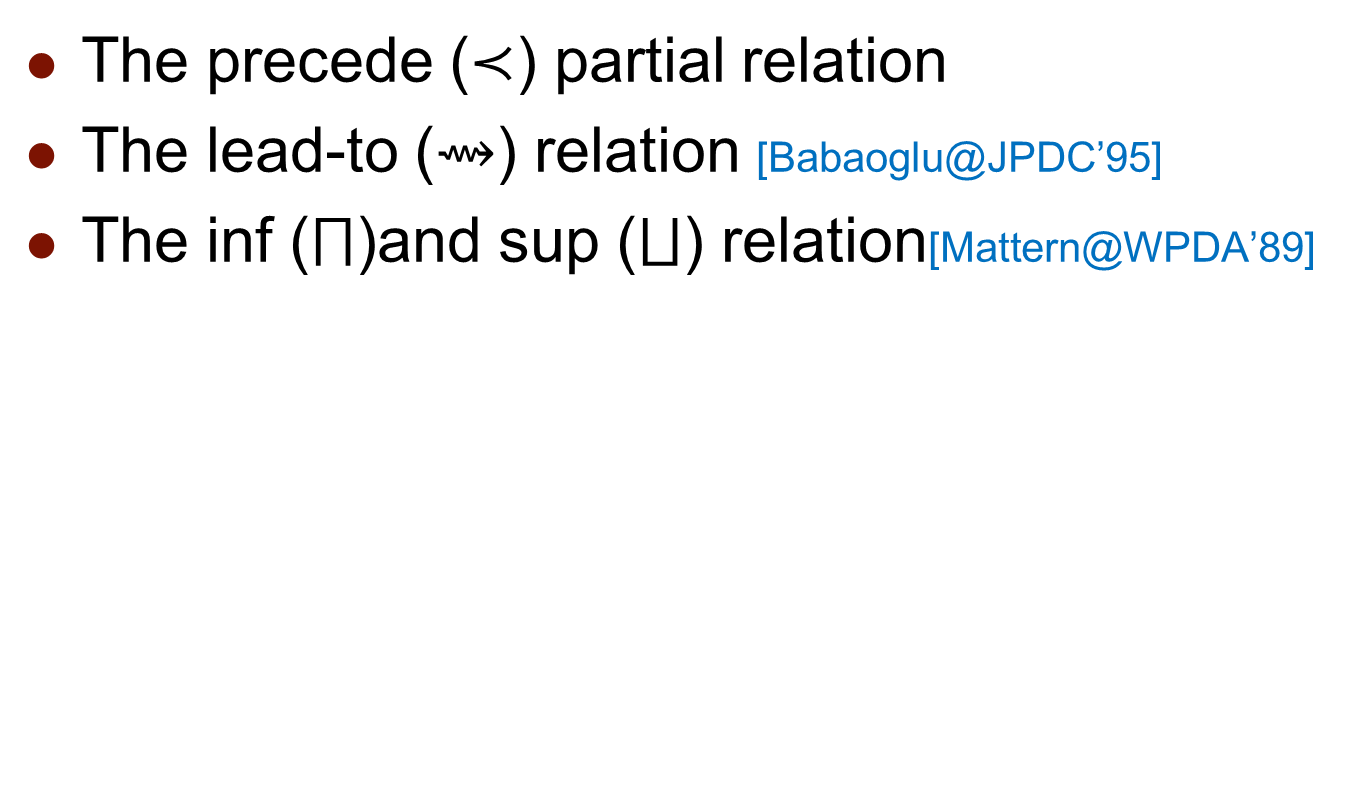 • The precede (≺) partial relation
• The lead-to (⇝) relation [Babaoglu@JPDC’95]
• The inf (⊓)and sup (⊔) relation[Mattern@WPDA’89]